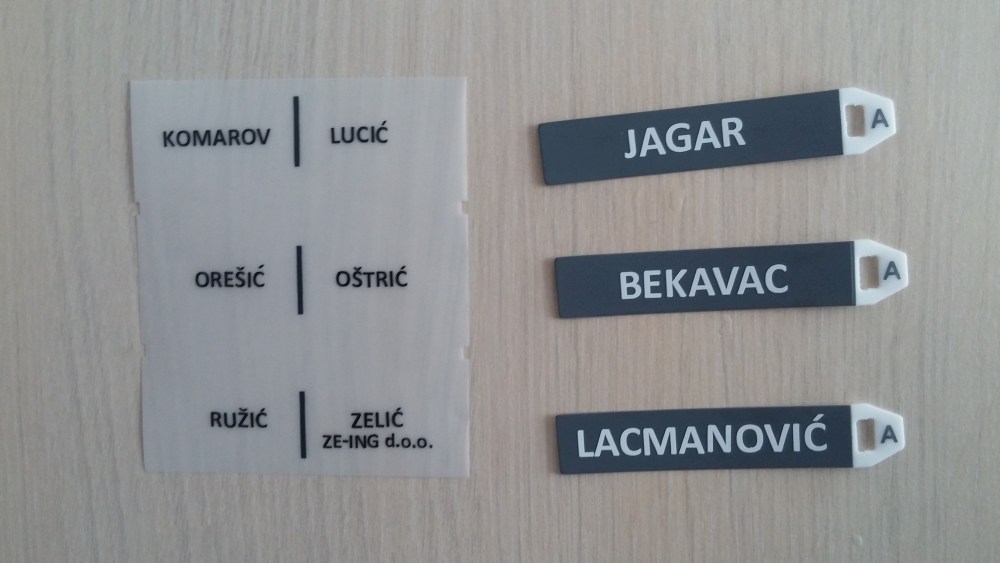 KOMAROV LUCIĆ
OREŠIĆ OŠTRIĆ
RUŽIĆ ZELIĆ
ZE-ING d.o.o.
JAGAR A
BEKAVAC A
LACMANOVIĆ A